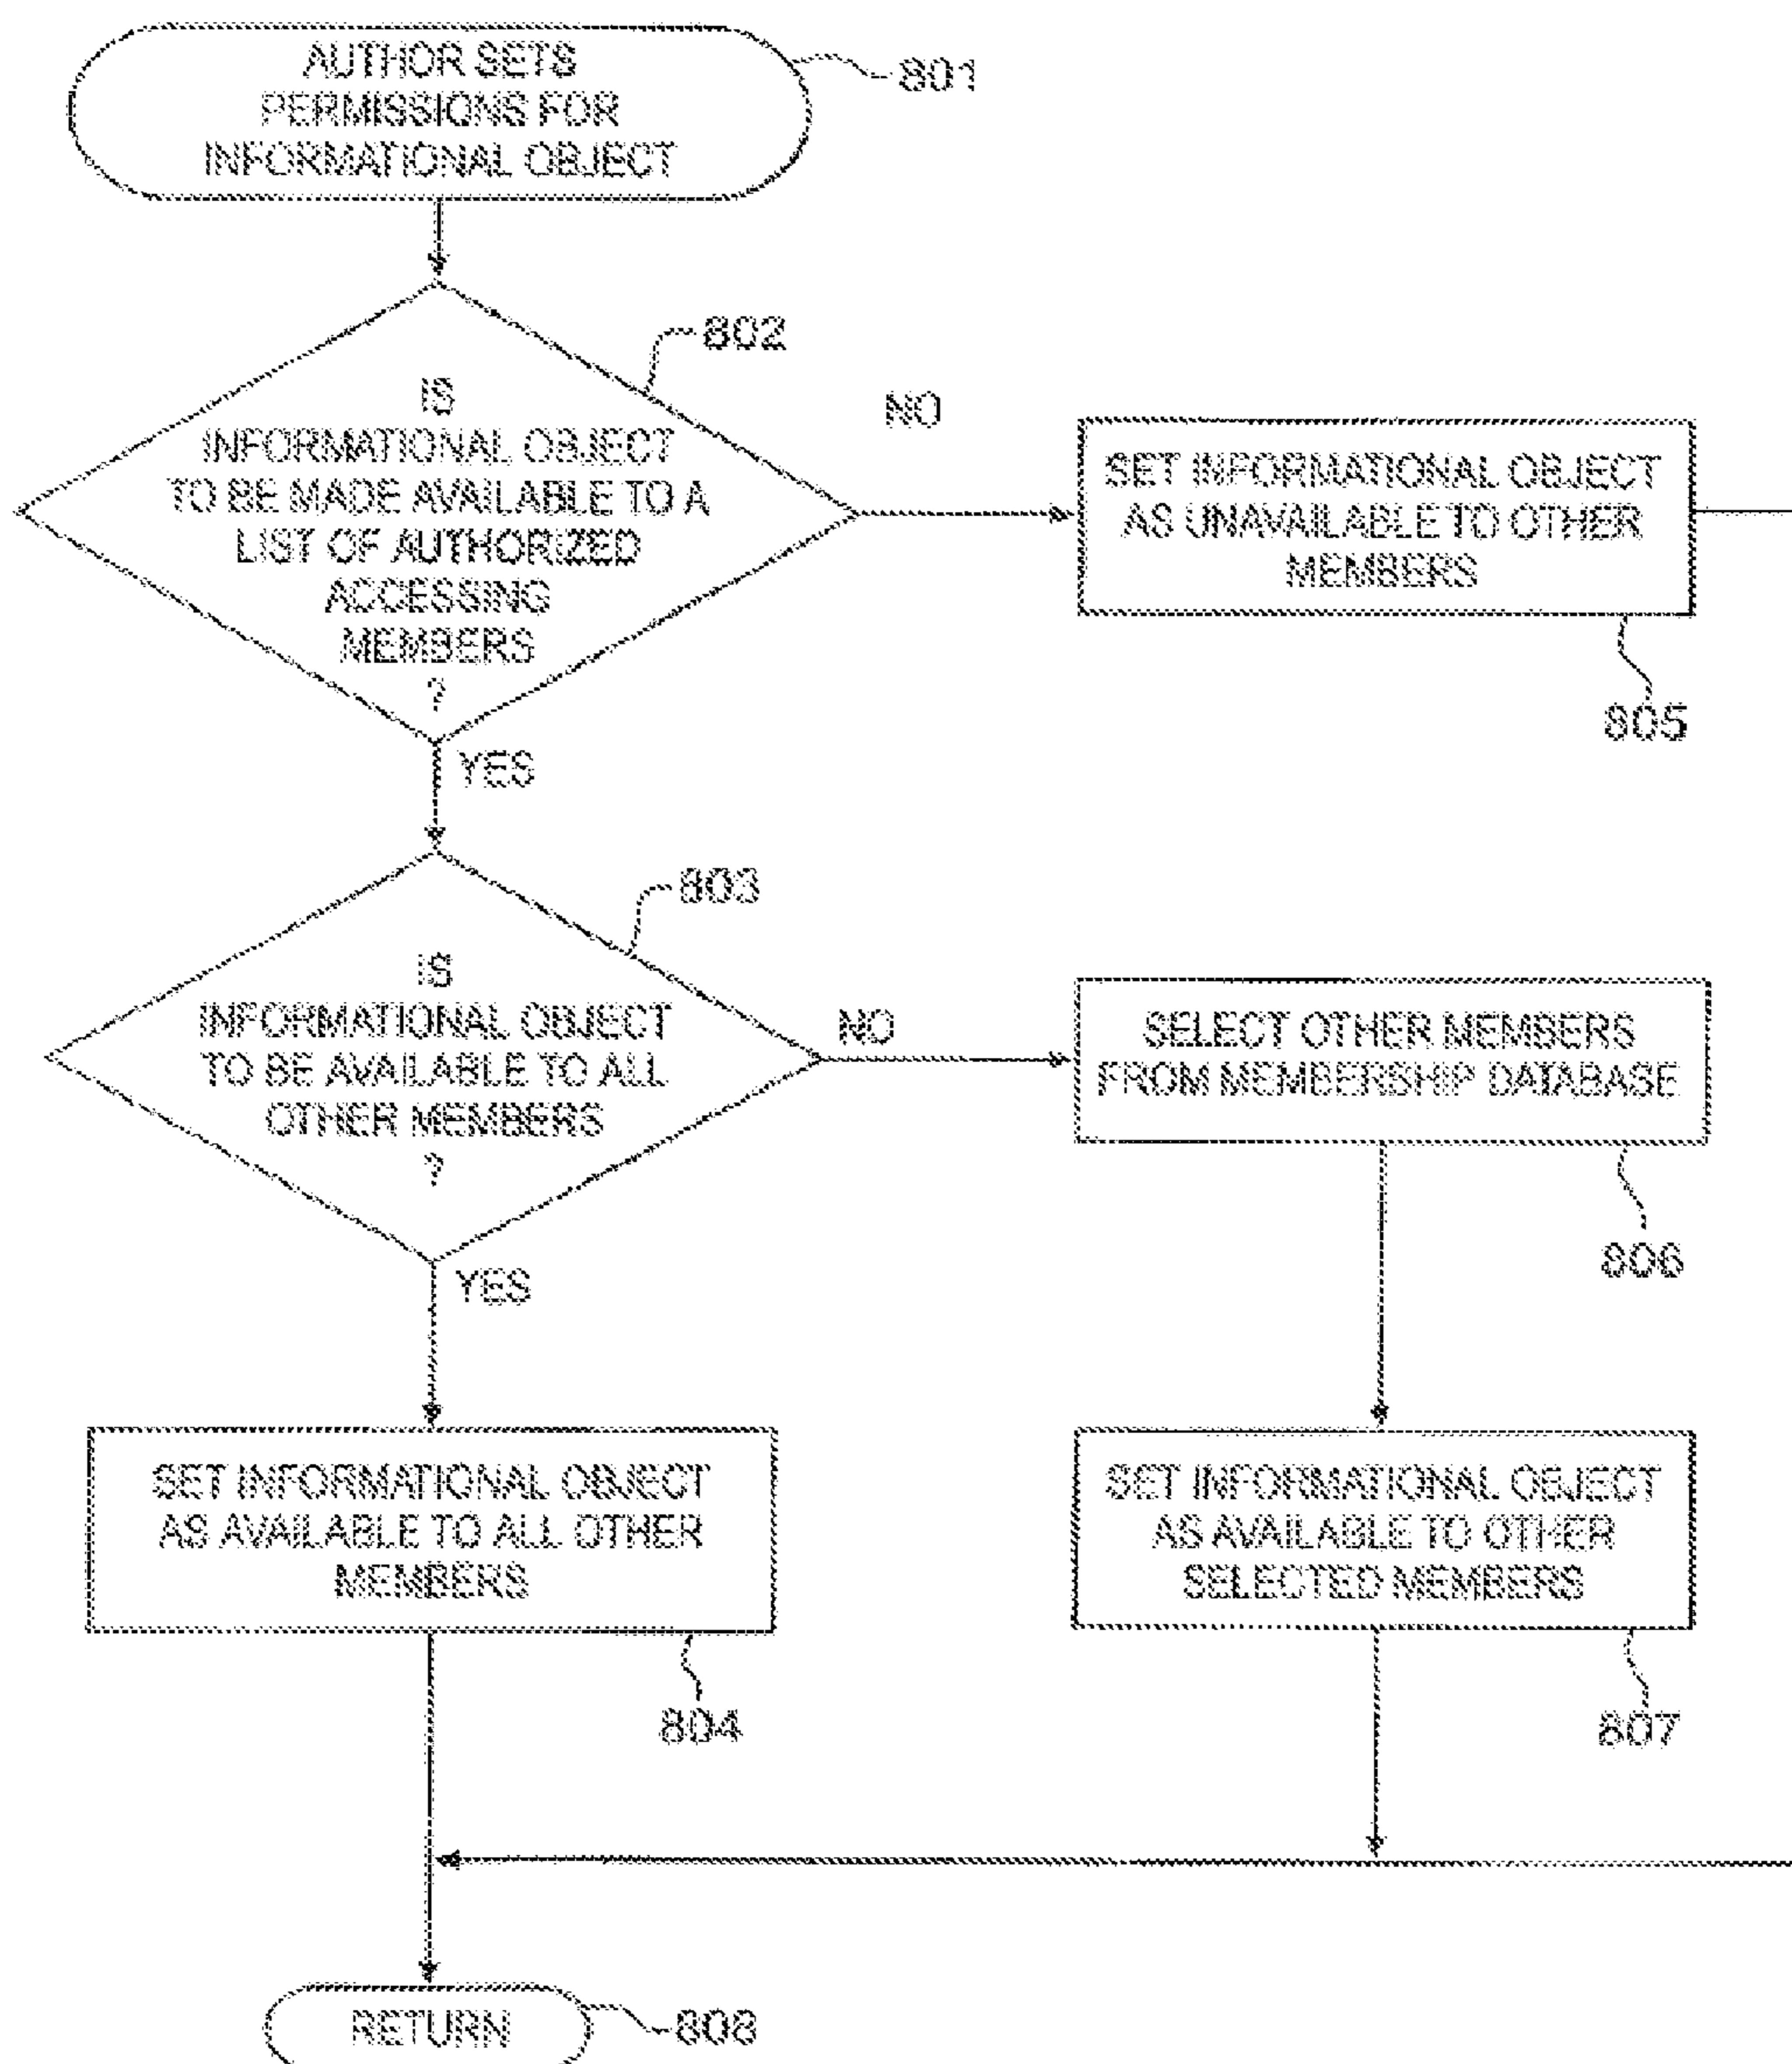 AUTHOR SETS
PERMISSIONS FOR
INFORMATIONAL OBJECT
801
802
IS
INFORMATIONAL OBJECT
TO BE MADE AVAILABLE TO A
LIST OF AUTHORIZED
ACCESSING
MEMBERS
?
NO
SET INFORMATIONAL OBJECT
AS UNAVAILABLE TO OTHER
MEMBERS
805
YES
803
IS
INFORMATIONAL OBJECT
TO BE AVAILABLE TO ALL
OTHER MEMBERS
?
NO
SELECT OTHER MEMBERS
FROM MEMBERSHIP DATABASE
806
YES
SET INFORMATIONAL OBJECT
AS AVAILABLE TO ALL OTHER
MEMBERS
804
SET INFORMATIONAL OBJECT
AS AVAILABLE TO OTHER
SELECTED MEMBERS
807
RETURN
808